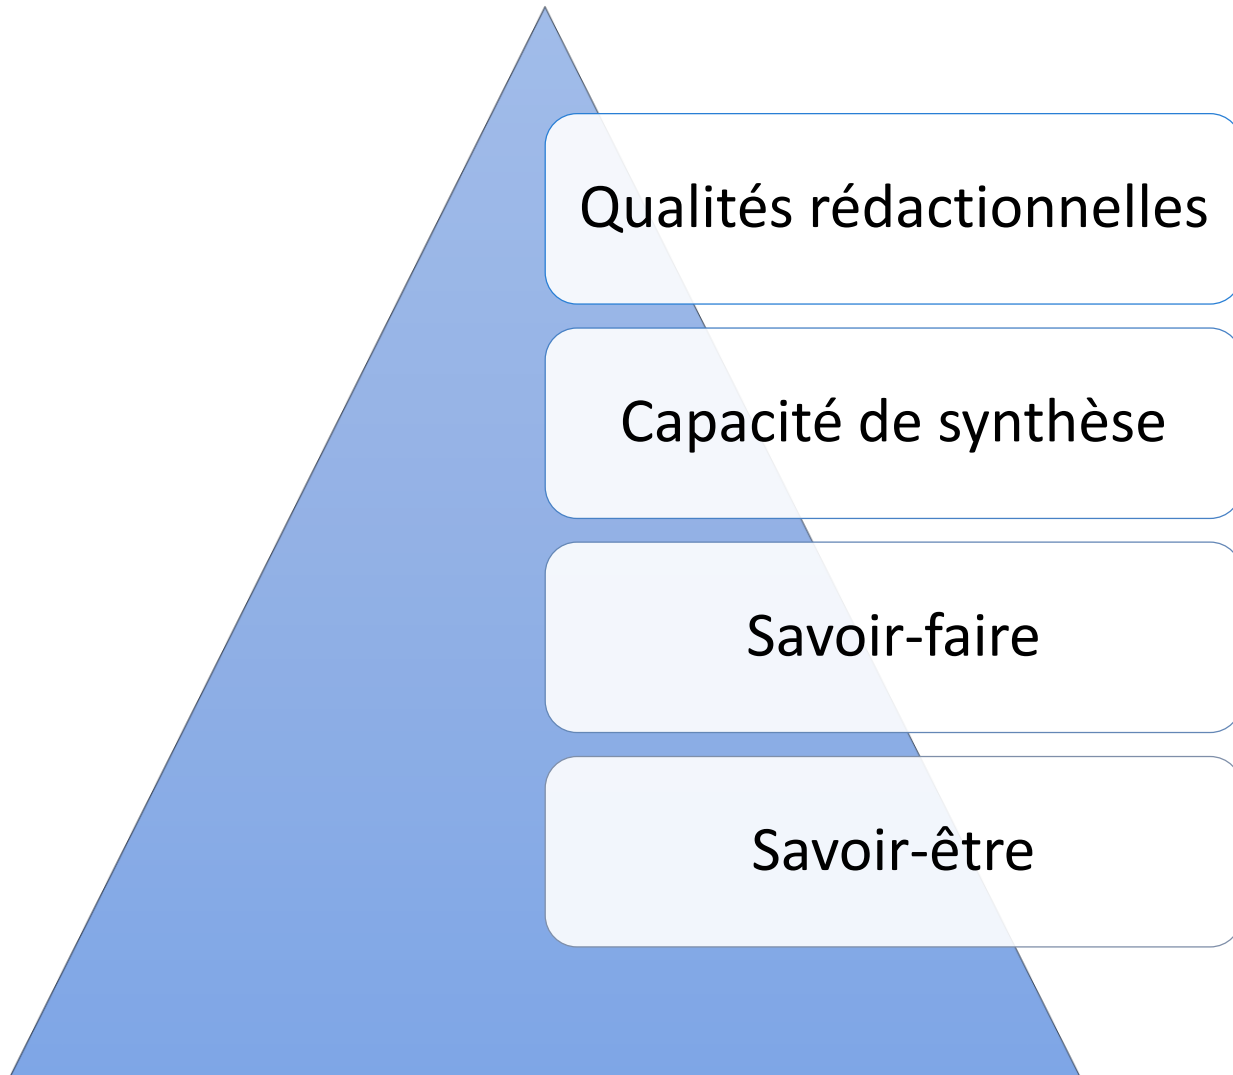 Qualités rédactionnelles
Capacité de synthèse
Savoir-faire
Savoir-être